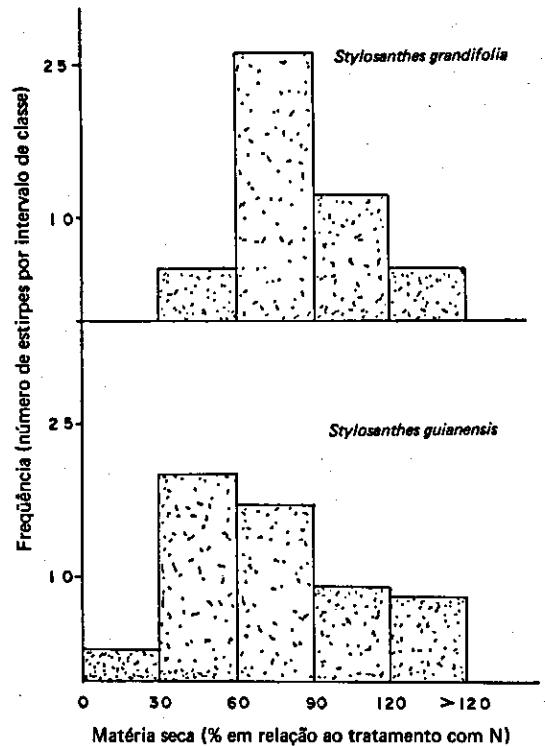 Freqüência (número de estirpes por intervalo de classe)
25
Stylosanthes grandifolia
10
25
Stylosanthes guianensis
10
0 30 60 90 120 >120
Matéria seca (% em relação ao tratamento com N)